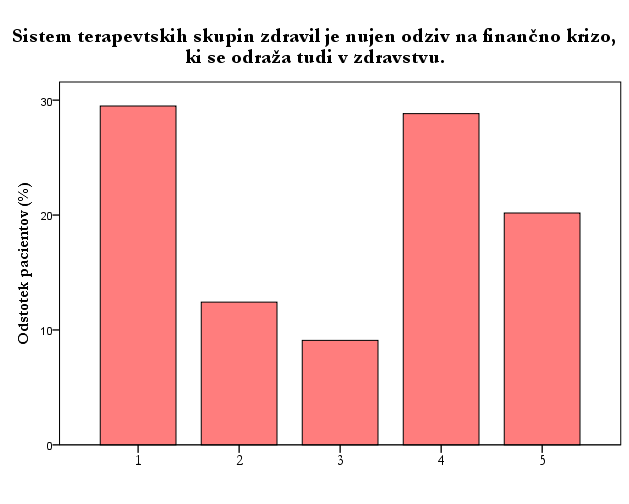 Sistem terapevtskih skupin zdravil je nujen odziv na finančno krizo,
ki se odraža tudi v zdravstvu.
Odstotek pacientov (%)
30
20
10
0
1 2 3 4 5